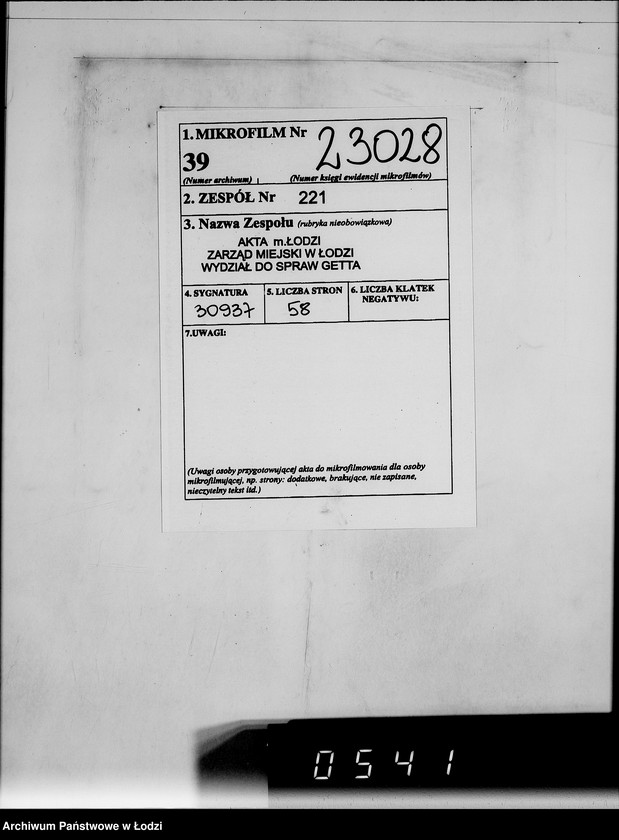 1. MIKROFILM Nr 23028
39
(Numer archiwum) (Numer księgi ewidencji mikrofilmów)
2. ZESPÓŁ Nr 221
3. Nazwa Zespołu (rubryka nieobowiązkowa)
AKTA m.ŁODZI
ZARZĄD MIEJSKI W ŁODZI
WYDZIAŁ DO SPRAW GETTA
4. SYGNATURA 5. LICZBA STRON 6. LICZBA KLATEK
NEGATYWU:
30937 58
7.UWAGI:
(Uwagi osoby przygotowującej akta do mikrofilmowania dla osoby
mikrofilmującej, np. strony: dodatkowe, brakujące, nie zapisane,
nieczytelny tekst itd.)
0541
Archiwum Państwowe w Łodzi